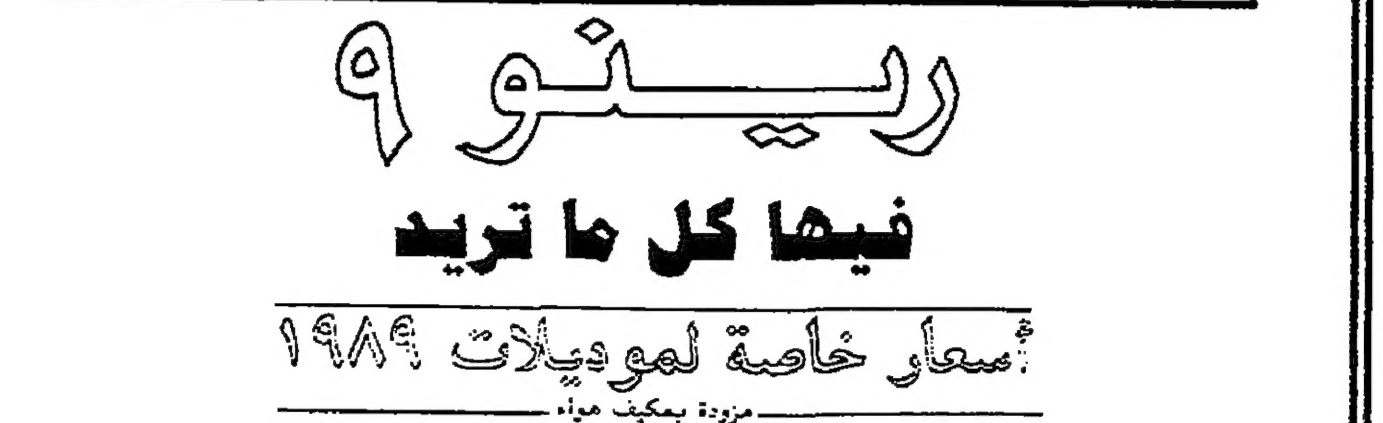 رينو ٩
فيها كل ما تريد
أسعار خاصة لموديلات ١٩٨٩
مزودة بمكيف هواء